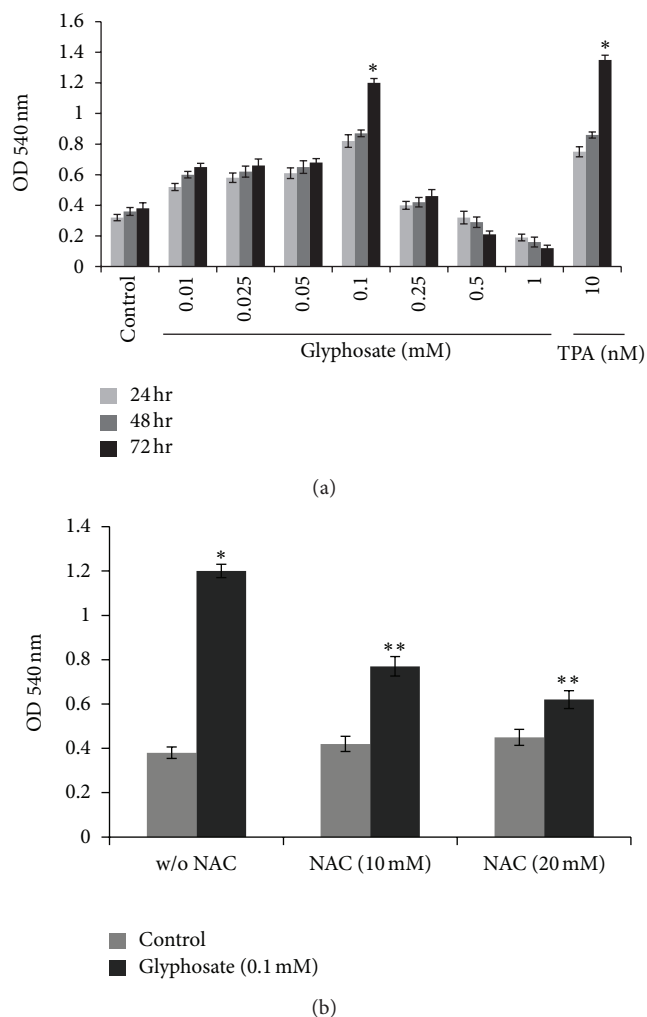 1.6
1.4
1.2
1
0.8
0.6
0.4
0.2
0
OD 540 nm
* *
Control 0.01 0.025 0.05 0.1 0.25 0.5 1 10
Glyphosate (mM) TPA (nM)
24 hr
48 hr
72 hr
(a)
1.4
1.2
1
0.8
0.6
0.4
0.2
0
OD 540 nm
* ** **
w/o NAC NAC (10 mM) NAC (20 mM)
Control
Glyphosate (0.1 mM)
(b)